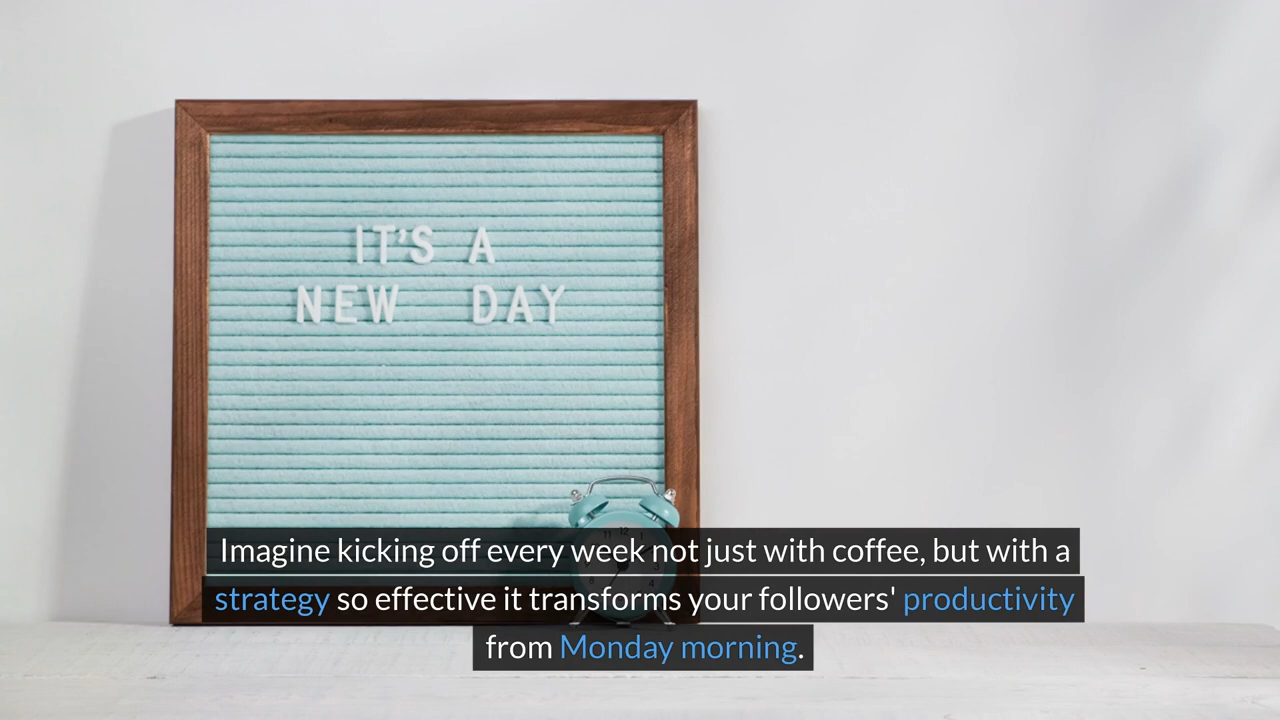 IT'S A
NEW DAY
Imagine kicking off every week not just with coffee, but with a
strategy so effective it transforms your followers' productivity
from Monday morning.